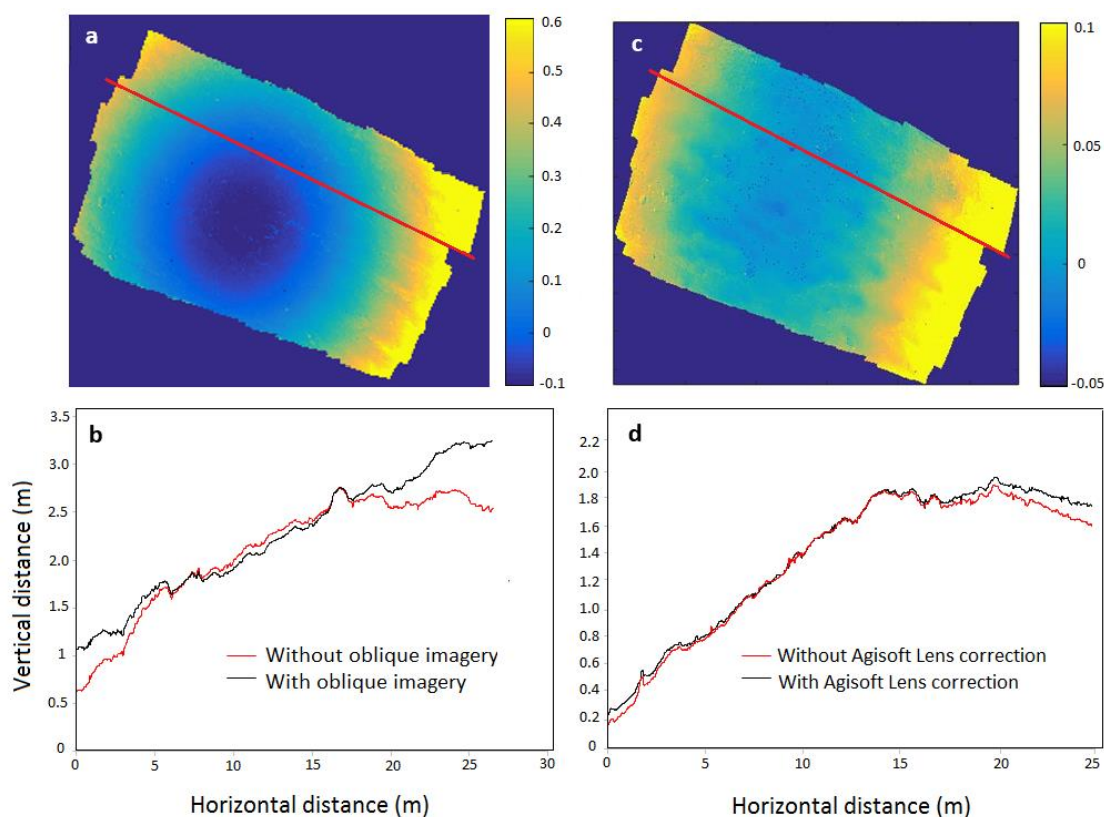 a
0.6
0.5
0.4
0.3
0.2
0.1
0
-0.1
c
0.1
0.05
0
-0.05
b
3.5
3.0
2.5
2.0
1.5
1
0.5
0
Vertical distance (m)
Without oblique imagery
With oblique imagery
0 5 10 15 20 25 30
Horizontal distance (m)
d
2.2
2.0
1.8
1.6
1.4
1.2
1.0
0.8
0.6
0.4
0.2
0
Without Agisoft Lens correction
With Agisoft Lens correction
0 5 10 15 20 25
Horizontal distance (m)